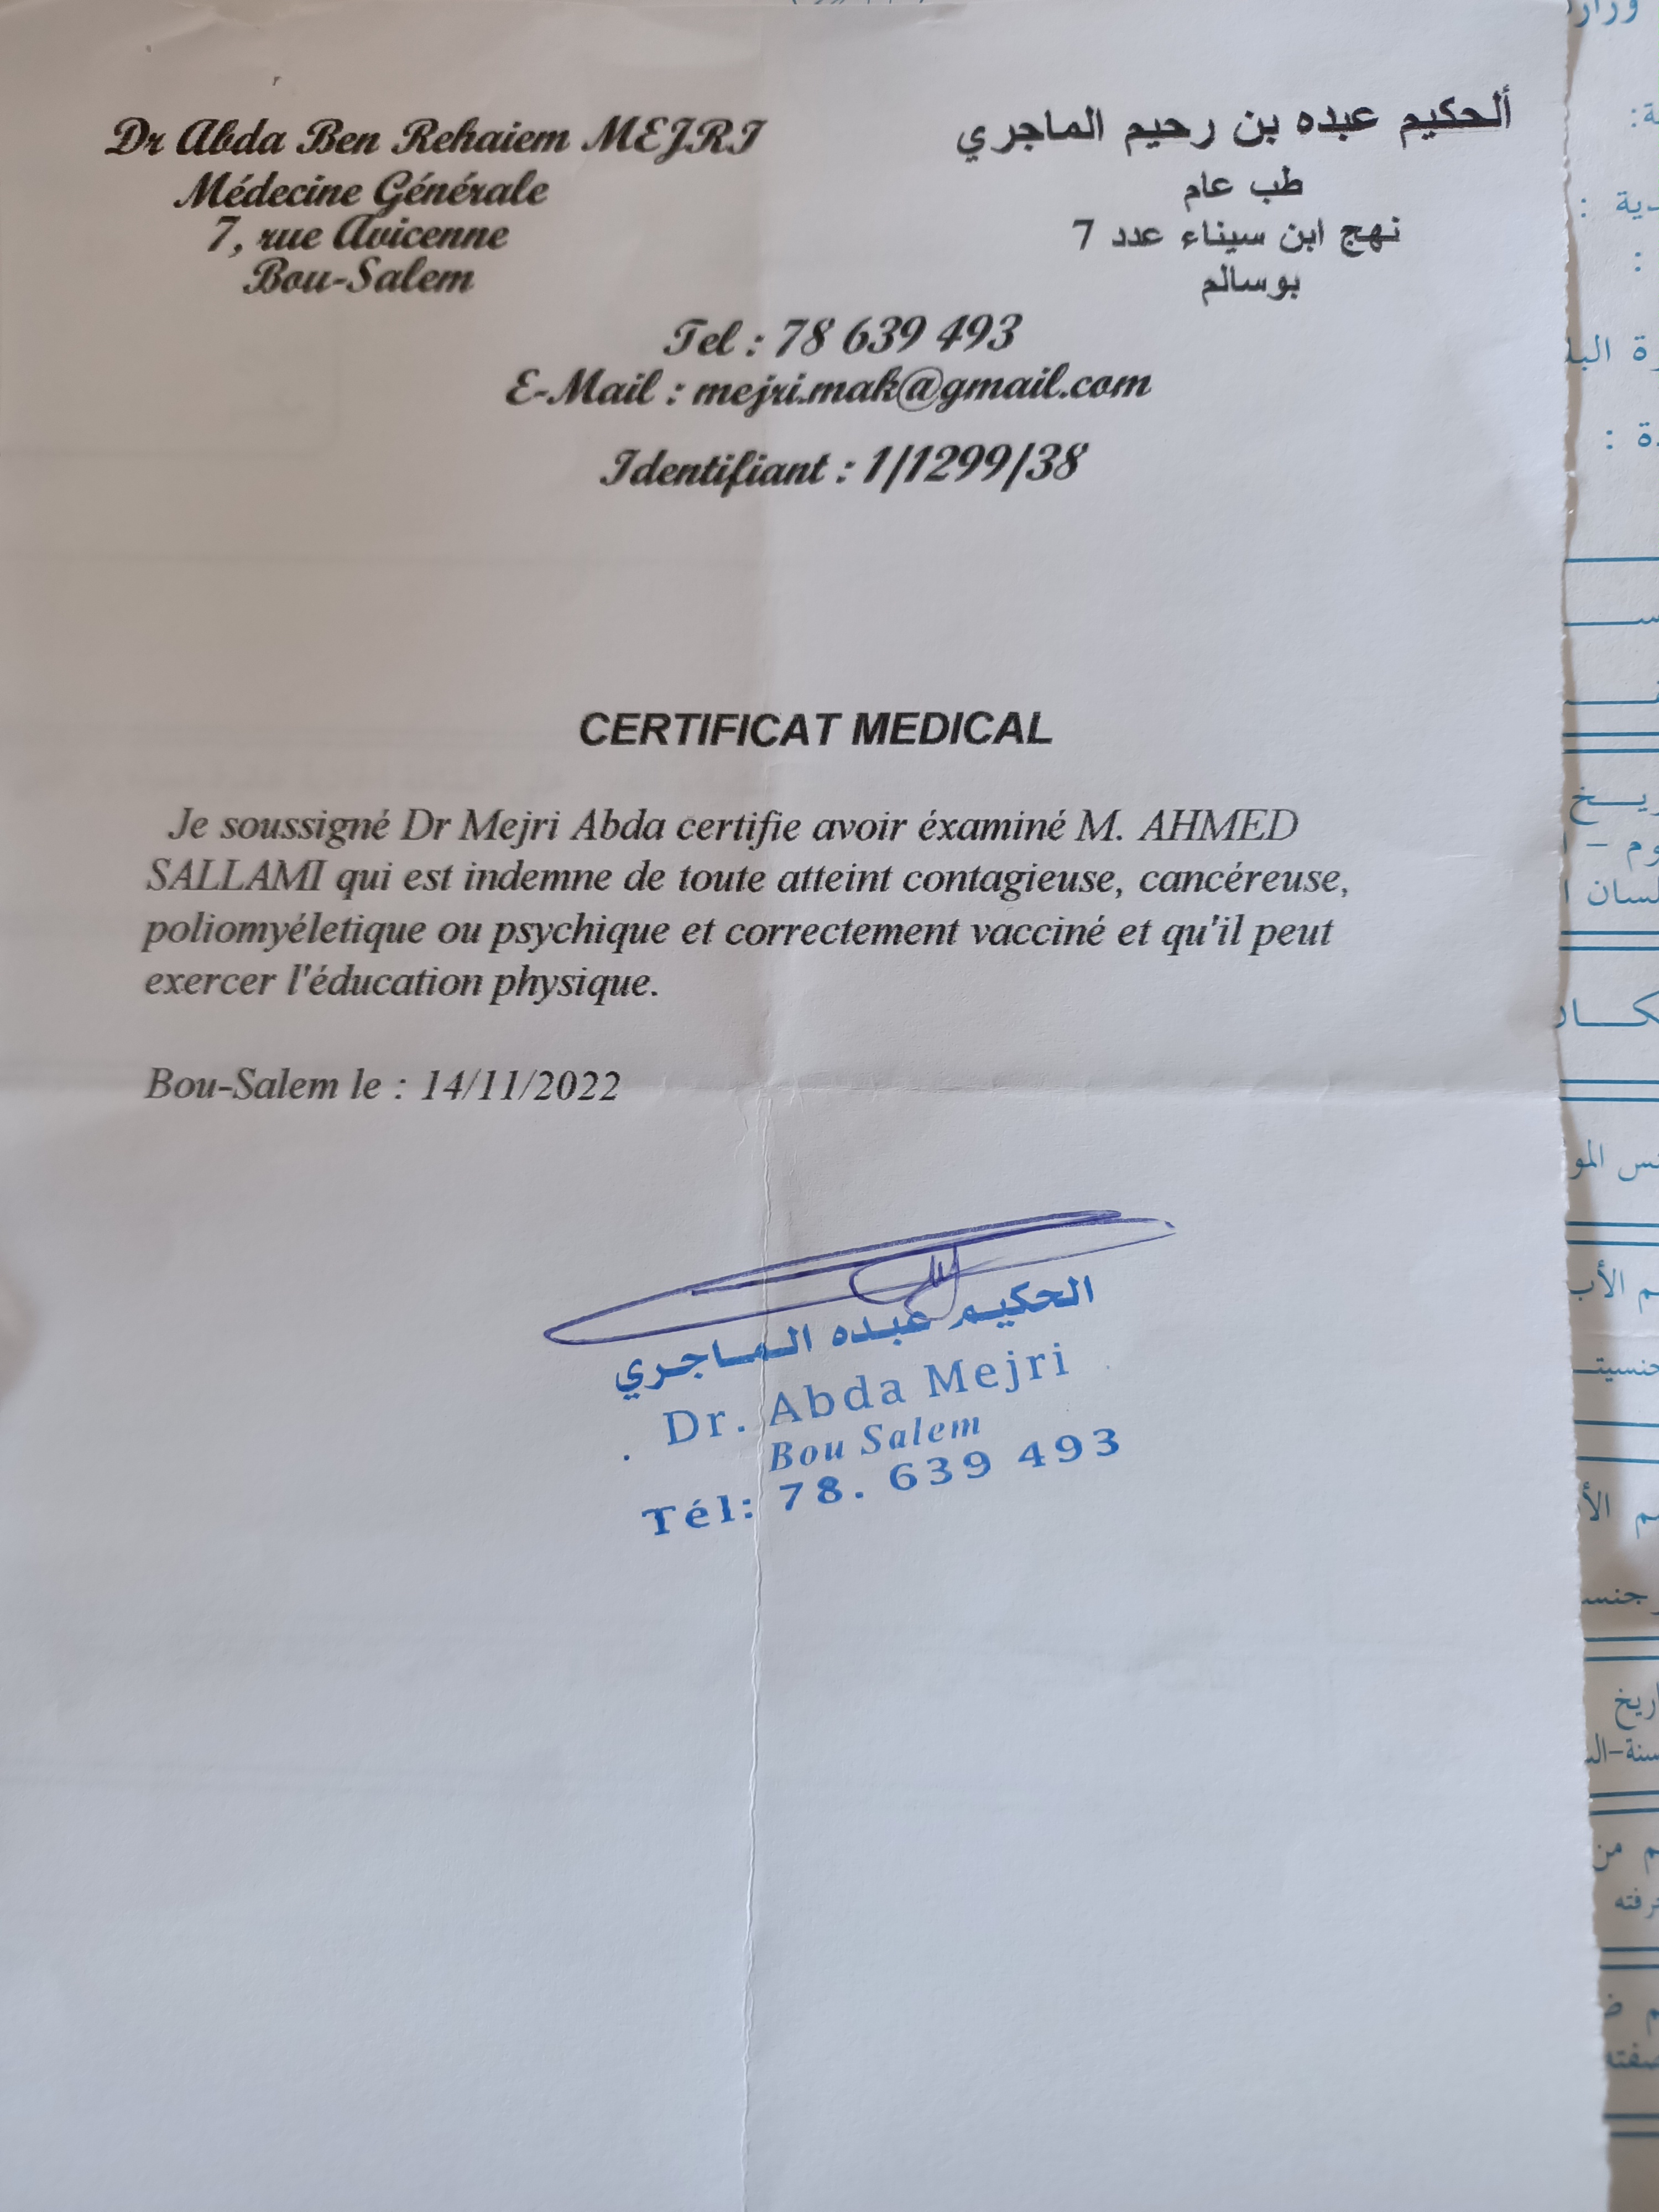 Dr Abda Ben Rehaiem MEJRI
Médecine Générale
7, rue Avicenne
Bou-Salem
ألحكيم عبده بن رحيم الماجري
طب عام
نهج ابن سيناء عدد 7
بوسالم
Tel : 78 639 493
E-Mail : mejri.mak@gmail.com
Identifiant : 1/1299/38
CERTIFICAT MEDICAL
Je soussigné Dr Mejri Abda certifie avoir éxaminé M. AHMED
SALLAMI qui est indemne de toute atteint contagieuse, cancéreuse,
poliomyéletique ou psychique et correctement vacciné et qu'il peut
exercer l'éducation physique.
Bou-Salem le : 14/11/2022
الحكيم عبده الماجري
Dr. Abda Mejri
Bou Salem
Tél: 78. 639 493